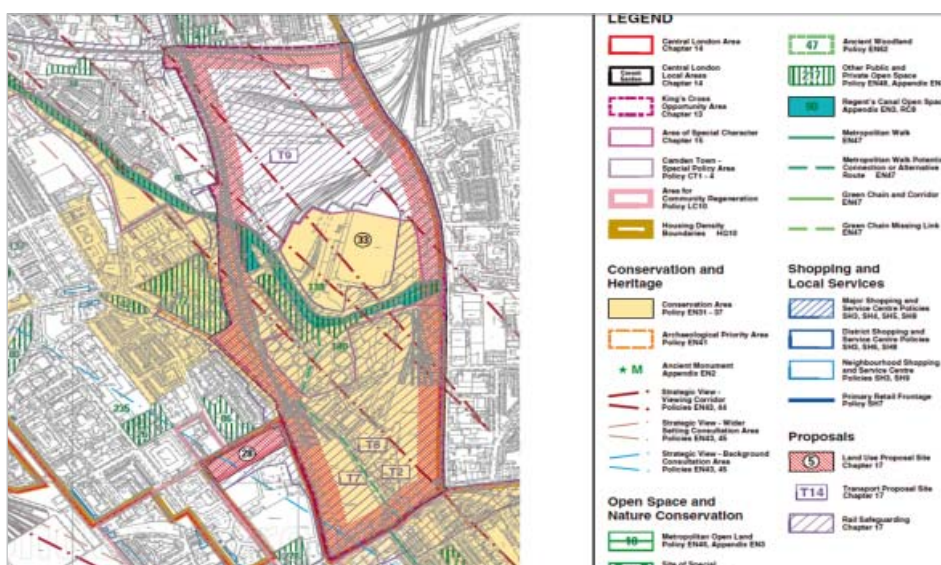 T9
33
T8
T7
T2
28
235
LEGEND
Central London Area
Chapter 14
Central London
Local Areas
Chapter 14
King's Cross
Opportunity Area
Chapter 13
Area of Special Character
Chapter 15
Camden Town -
Special Policy Area
Policy CT1 - 4
Area for
Community Regeneration
Policy LC10
Housing Density
Boundaries HG10
Conservation and
Heritage
Conservation Area
Policy EN31 - 37
Archaeological Priority Area
Policy EN41
★ M
Ancient Monument
Appendix EN2
Strategic View -
Viewing Corridor
Policies EN43, 44
Strategic View - Wider
Setting Consultation Area
Policies EN43, 45
Strategic View - Background
Consultation Area
Policies EN43, 45
Open Space and
Nature Conservation
Metropolitan Open Land
Policy EN48, Appendix EN3
Site of Special
47
Ancient Woodland
Policy EN62
Other Public and
Private Open Space
Policy EN48, Appendix EN
Regent's Canal Open Spac
Appendix EN3, RC9
Metropolitan Walk
EN47
Metropolitan Walk Potenti
Connection or Alternative
Route EN47
Green Chain and Corridor
EN47
Green Chain Missing Link
EN47
Shopping and
Local Services
Major Shopping and
Service Centre Policies
SH3, SH4, SH5, SH8
District Shopping and
Service Centre Policies
SH3, SH6, SH8
Neighbourhood Shopping
and Service Centre
Policies SH3, SH9
Primary Retail Frontage
Policy SH7
Proposals
5
Land Use Proposal Site
Chapter 17
T14
Transport Proposal Site
Chapter 17
Rail Safeguarding
Chapter 17